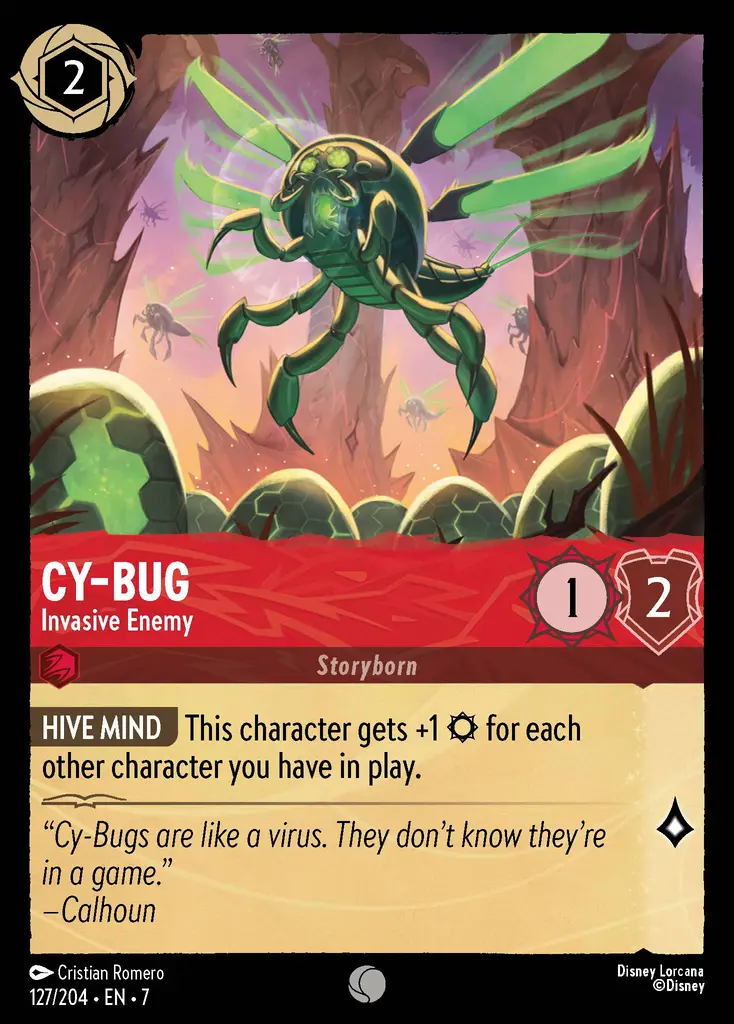 2
CY-BUG
Invasive Enemy
1
2
Storyborn
HIVE MIND This character gets +1 for each
other character you have in play.
“Cy-Bugs are like a virus. They don’t know they’re
in a game.”
–Calhoun
Cristian Romero
127/204 • EN • 7
Disney Lorcana
©Disney